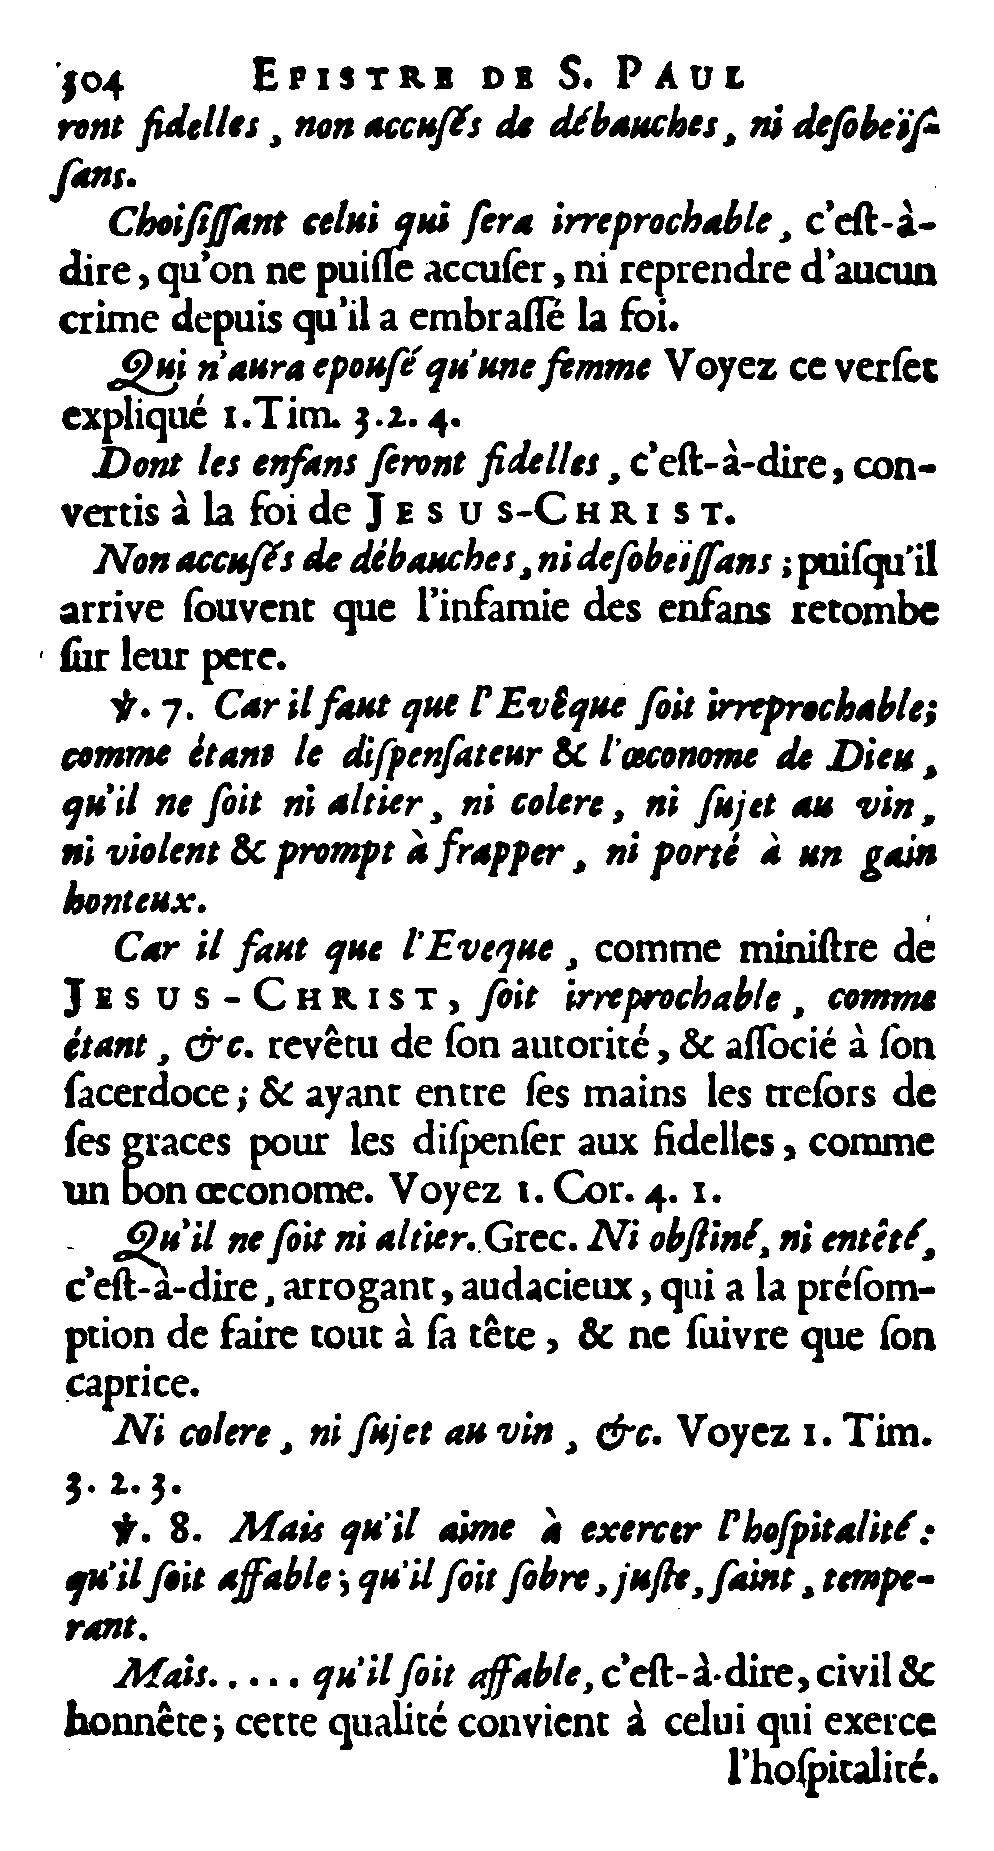 304 EPISTRE DE S. PAUL
ront fidelles, non accuſés de débauches, ni deſobeïſ-
ſans.
Choiſiſſant celui qui ſera irreprochable, c'eſt-à-
dire, qu'on ne puiſſe accuſer, ni reprendre d'aucun
crime depuis qu'il a embraſſé la foi.
Qui n'aura epouſé qu'une femme Voyez ce verſet
expliqué 1. Tim. 3. 2. 4.
Dont les enfans ſeront fidelles, c'eſt-à-dire, con-
vertis à la foi de JESUS-CHRIST.
Non accuſés de débauches, ni deſobeïſſans; puiſqu'il
arrive ſouvent que l'infamie des enfans retombe
ſur leur pere.
℣. 7. Car il faut que l'Evêque ſoit irreprochable;
comme étant le diſpenſateur & l'œconome de Dieu,
qu'il ne ſoit ni altier, ni colere, ni ſujet au vin,
ni violent & prompt à frapper, ni porté à un gain
honteux.
Car il faut que l'Eveque, comme miniſtre de
JESUS-CHRIST, ſoit irreprochable, comme
étant, &c. revêtu de ſon autorité, & aſſocié à ſon
ſacerdoce; & ayant entre ſes mains les treſors de
ſes graces pour les diſpenſer aux fidelles, comme
un bon œconome. Voyez 1. Cor. 4. 1.
Qu'il ne ſoit ni altier. Grec. Ni obſtiné, ni entêté,
c'eſt-à-dire, arrogant, audacieux, qui a la préſom-
ption de faire tout à ſa tête, & ne ſuivre que ſon
caprice.
Ni colere, ni ſujet au vin, &c. Voyez 1. Tim.
3. 2. 3.
℣. 8. Mais qu'il aime à exercer l'hoſpitalité:
qu'il ſoit affable; qu'il ſoit ſobre, juſte, ſaint, tempe-
rant.
Mais..... qu'il ſoit affable, c'eſt-à-dire, civil &
honnête; cette qualité convient à celui qui exerce
l'hoſpitalité.